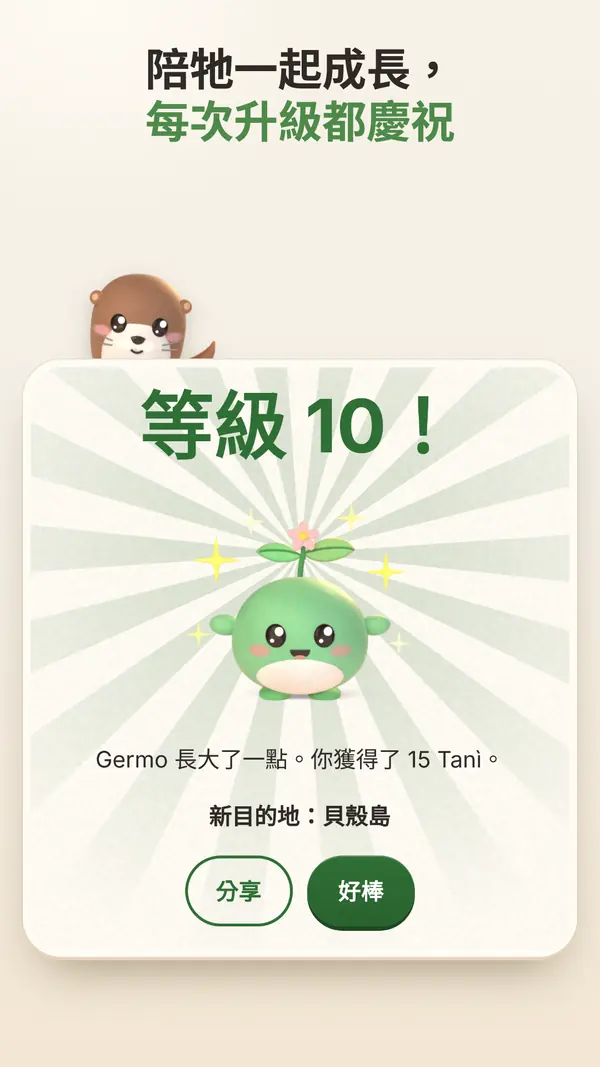 陪牠一起成長，
每次升級都慶祝
等級 10！
Germo 長大了一點。你獲得了 15 Tanì。
新目的地：貝殼島
分享
好棒